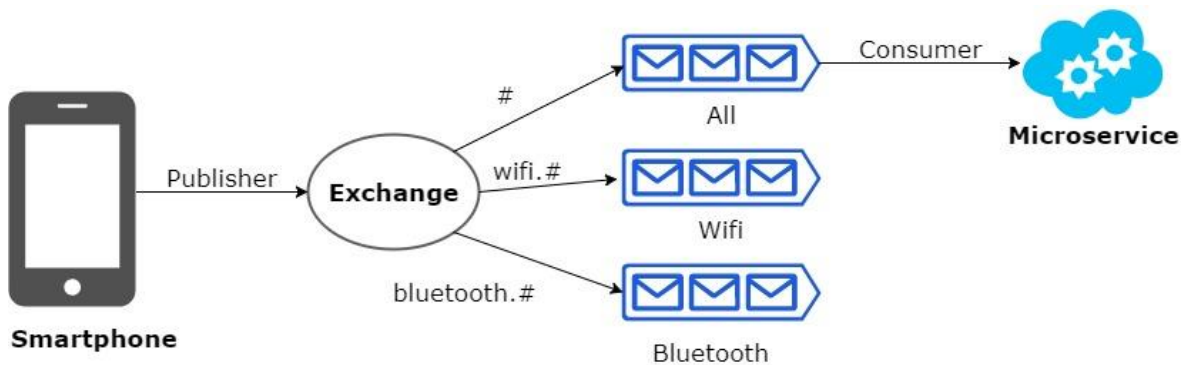 Smartphone
Publisher
Exchange
#
wifi.#
bluetooth.#
All
Wifi
Bluetooth
Consumer
Microservice